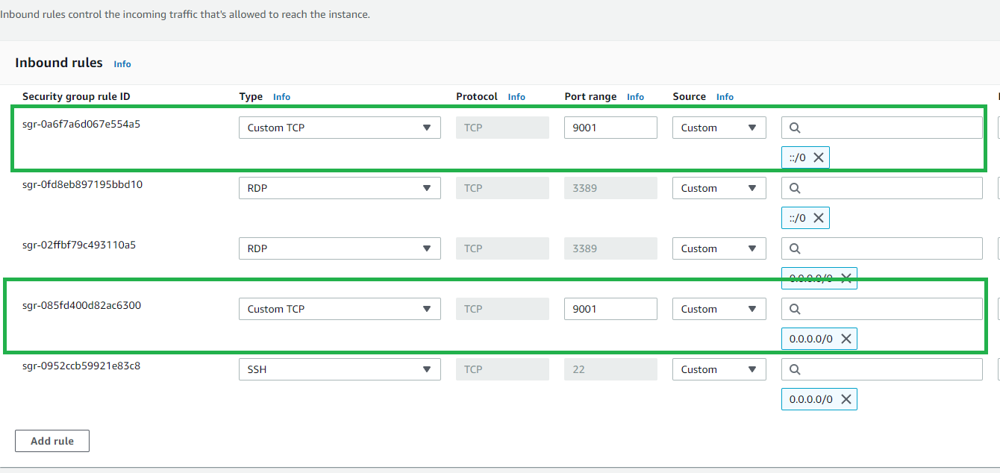 Inbound rules control the incoming traffic that's allowed to reach the instance.
Inbound rules Info
Security group rule ID Type Info Protocol Info Port range Info Source Info
sgr-0a6f7a6d067e554a5 Custom TCP TCP 9001 Custom
::/0
sgr-0fd8eb897195bbd10 RDP TCP 3389 Custom
::/0
sgr-02ffbf79c493110a5 RDP TCP 3389 Custom
0.0.0.0/0
sgr-085fd400d82ac6300 Custom TCP TCP 9001 Custom
0.0.0.0/0
sgr-0952ccb59921e83c8 SSH TCP 22 Custom
0.0.0.0/0
Add rule